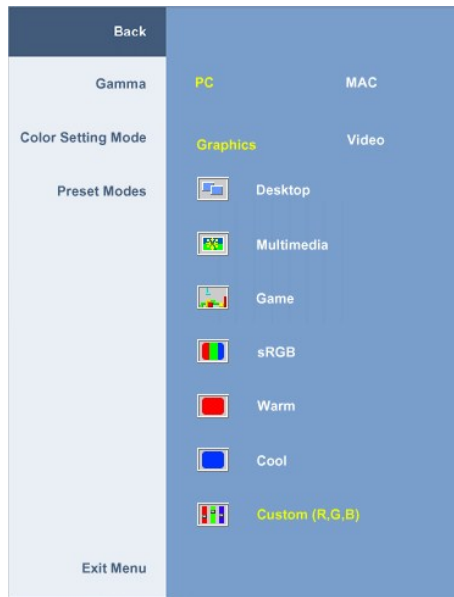 Back
Gamma PC MAC
Color Setting Mode Graphics Video
Preset Modes Desktop
Multimedia
Game
sRGB
Warm
Cool
Custom (R,G,B)
Exit Menu